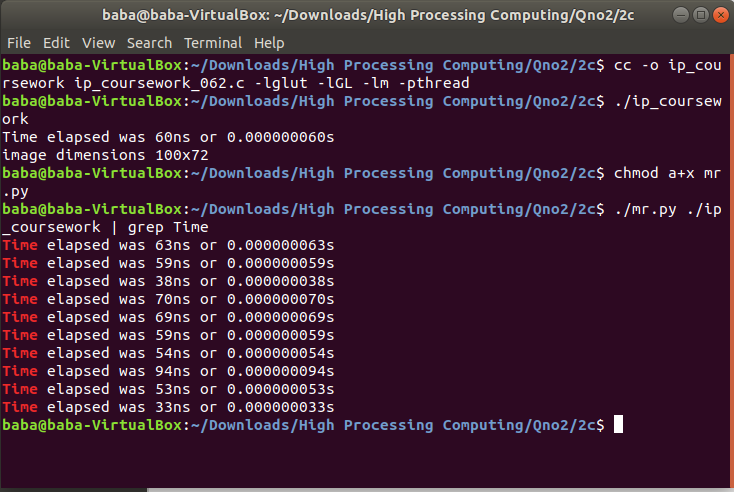 baba@baba-VirtualBox: ~/Downloads/High Processing Computing/Qno2/2c
File Edit View Search Terminal Help
baba@baba-VirtualBox:~/Downloads/High Processing Computing/Qno2/2c$ cc -o ip_cou
rsework ip_coursework_062.c -lglut -lGL -lm -pthread
baba@baba-VirtualBox:~/Downloads/High Processing Computing/Qno2/2c$ ./ip_coursew
ork
Time elapsed was 60ns or 0.000000060s
image dimensions 100x72
baba@baba-VirtualBox:~/Downloads/High Processing Computing/Qno2/2c$ chmod a+x mr
.py
baba@baba-VirtualBox:~/Downloads/High Processing Computing/Qno2/2c$ ./mr.py ./ip
_coursework | grep Time
Time elapsed was 63ns or 0.000000063s
Time elapsed was 59ns or 0.000000059s
Time elapsed was 38ns or 0.000000038s
Time elapsed was 70ns or 0.000000070s
Time elapsed was 69ns or 0.000000069s
Time elapsed was 59ns or 0.000000059s
Time elapsed was 54ns or 0.000000054s
Time elapsed was 94ns or 0.000000094s
Time elapsed was 53ns or 0.000000053s
Time elapsed was 33ns or 0.000000033s
baba@baba-VirtualBox:~/Downloads/High Processing Computing/Qno2/2c$